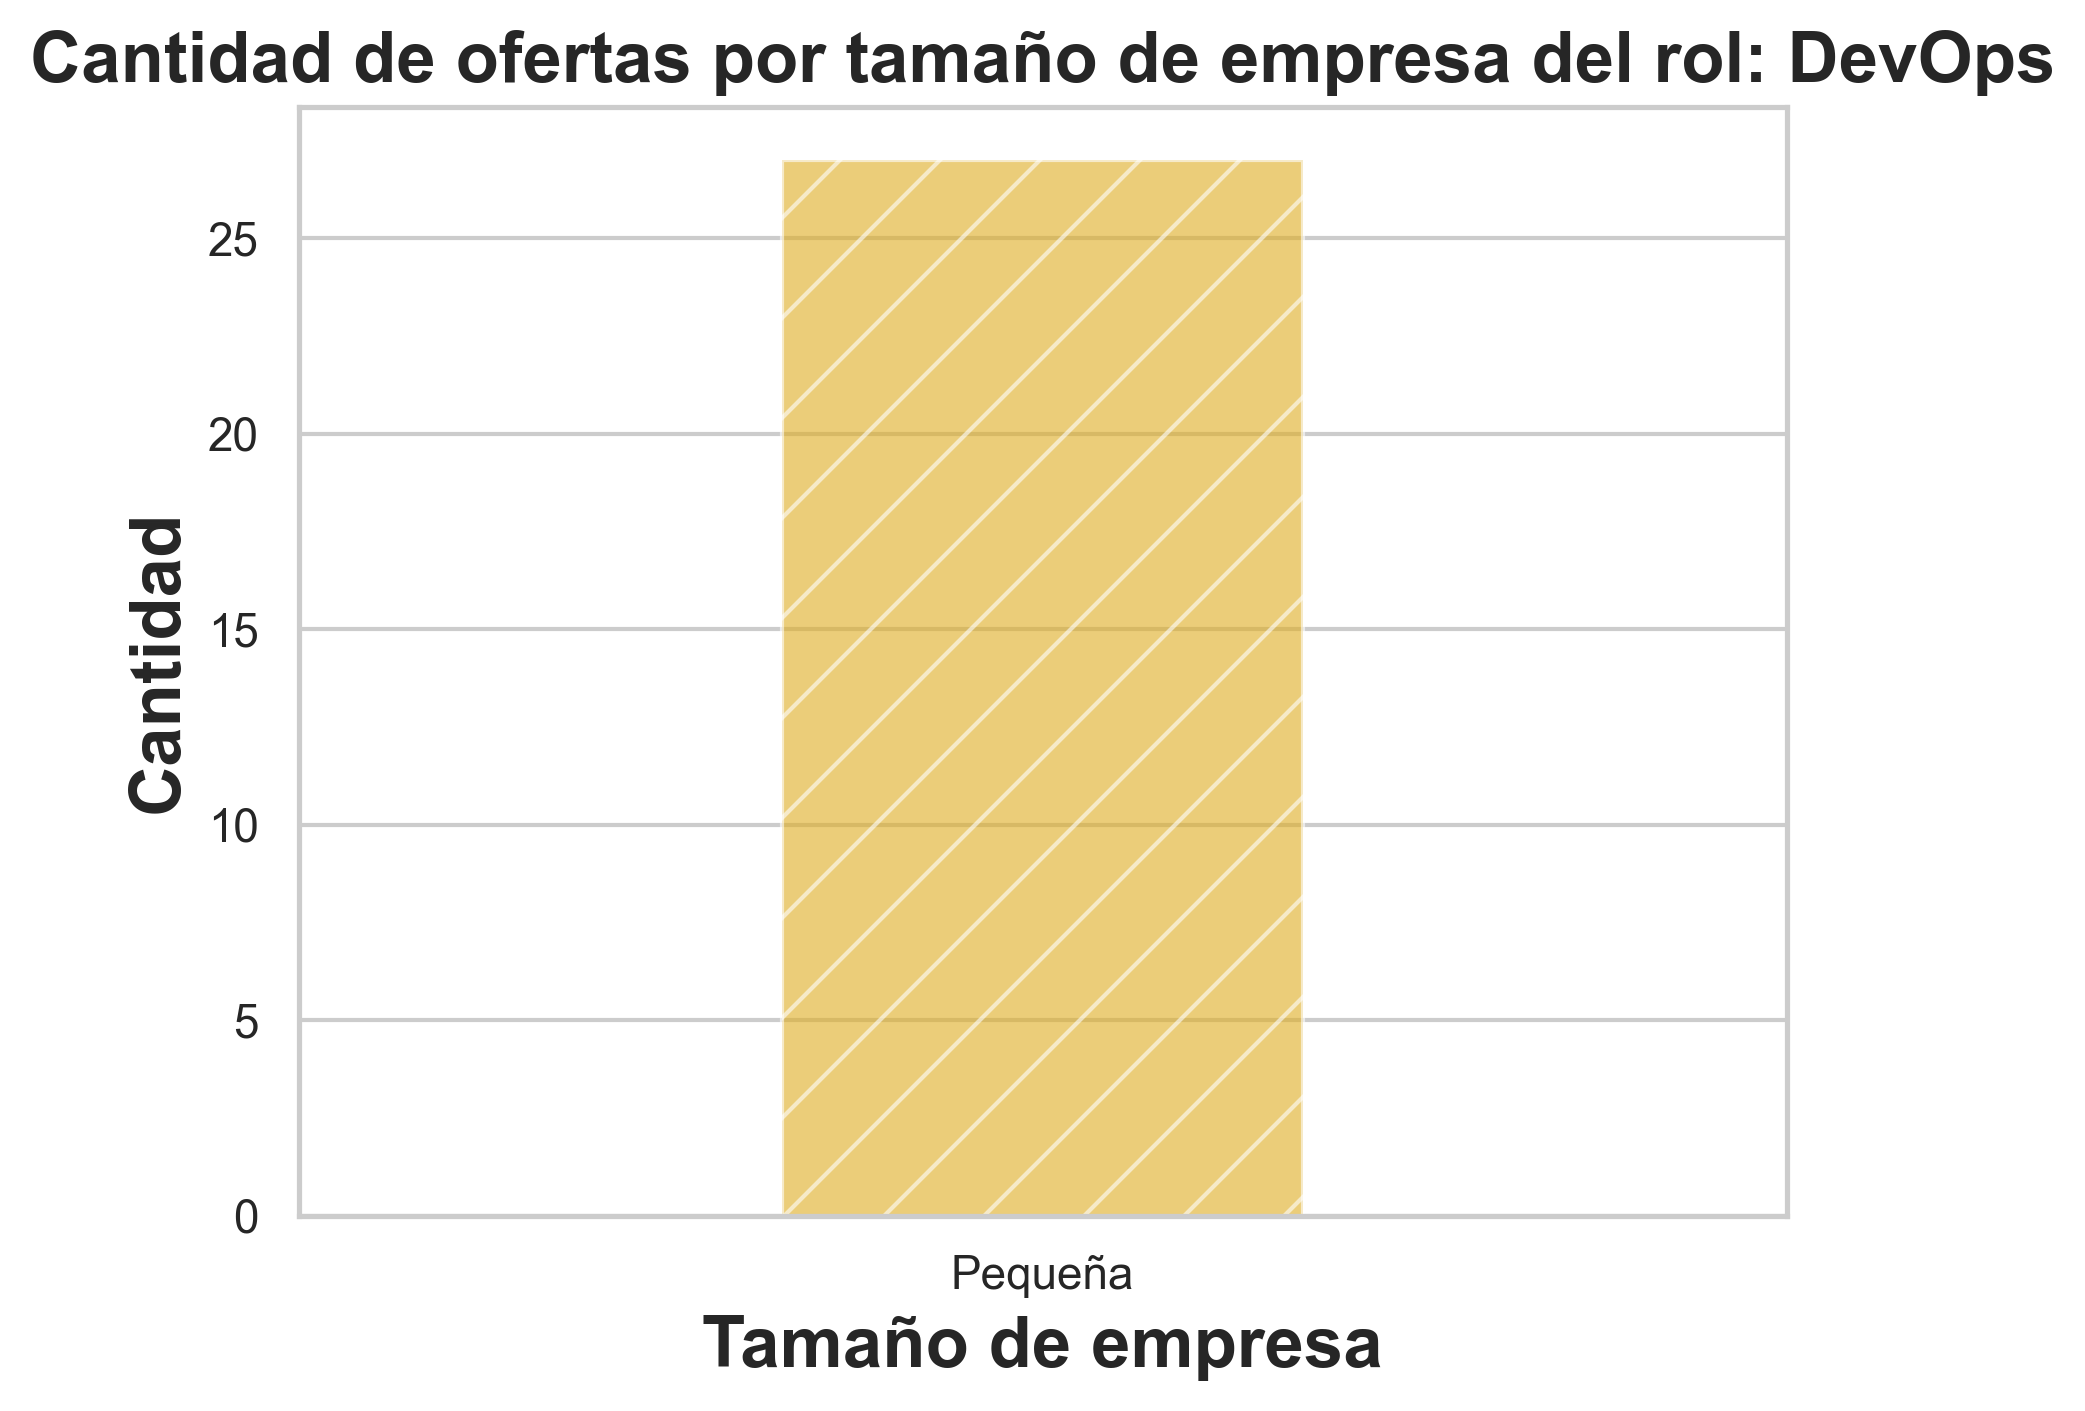 Cantidad de ofertas por tamaño de empresa del rol: DevOps
25
20
15
10
5
0
Cantidad
Pequeña
Tamaño de empresa